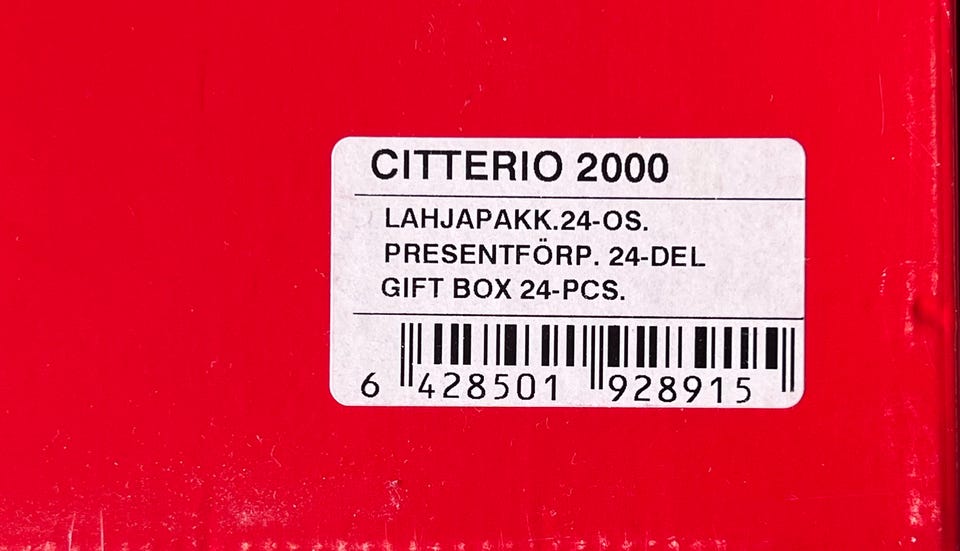 CITTERIO 2000
LAHJAPAKK.24-OS.
PRESENTFÖRP. 24-DEL
GIFT BOX 24-PCS.
6 428501 928915